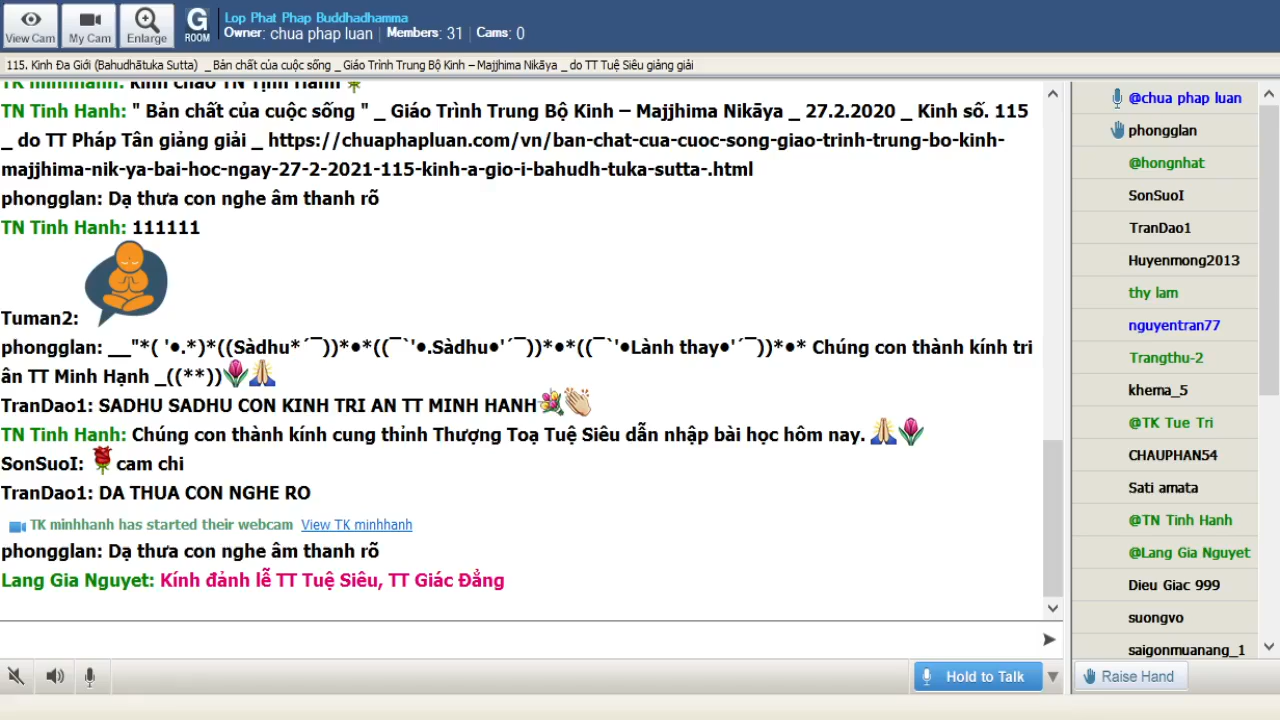 View Cam
My Cam
Enlarge
G
ROOM
Lop Phat Phap Buddhadhamma
Owner: chua phap luan | Members: 31 | Cams: 0
115. Kinh Đa Giới (Bahudhātuka Sutta) _ Bản chất của cuộc sống _ Giáo Trình Trung Bộ Kinh – Majjhima Nikāya _ do TT Tuệ Siêu giảng giải
TN Tinh Hanh: " Bản chất của cuộc sống " _ Giáo Trình Trung Bộ Kinh – Majjhima Nikāya _ 27.2.2020 _ Kinh số. 115
_ do TT Pháp Tân giảng giải _ https://chuaphapluan.com/vn/ban-chat-cua-cuoc-song-giao-trinh-trung-bo-kinh-
majjhima-nik-ya-bai-hoc-ngay-27-2-2021-115-kinh-a-gio-i-bahudh-tuka-sutta-.html
phongglan: Dạ thưa con nghe âm thanh rõ
TN Tinh Hanh: 111111
Tuman2:
phongglan: __"*( '•.*)*((Sàdhu*´¯))*•*((¯`'•.Sàdhu•'´¯))*•*((¯`'•Lành thay•'´¯))*•* Chúng con thành kính tri
ân TT Minh Hạnh _((**))🌷🙏
TranDao1: SADHU SADHU CON KINH TRI AN TT MINH HANH💐👏
TN Tinh Hanh: Chúng con thành kính cung thỉnh Thượng Toạ Tuệ Siêu dẫn nhập bài học hôm nay. 🙏🌷
SonSuoI: 🌹cam chi
TranDao1: DA THUA CON NGHE RO
TK minhhanh has started their webcam View TK minhhanh
phongglan: Dạ thưa con nghe âm thanh rõ
Lang Gia Nguyet: Kính đảnh lễ TT Tuệ Siêu, TT Giác Đẳng
Hold to Talk
@chua phap luan
phongglan
@hongnhat
SonSuoI
TranDao1
Huyenmong2013
thy lam
nguyentran77
Trangthu-2
khema_5
@TK Tue Tri
CHAUPHAN54
Sati amata
@TN Tinh Hanh
@Lang Gia Nguyet
Dieu Giac 999
suongvo
saigonmuanang_1
Raise Hand